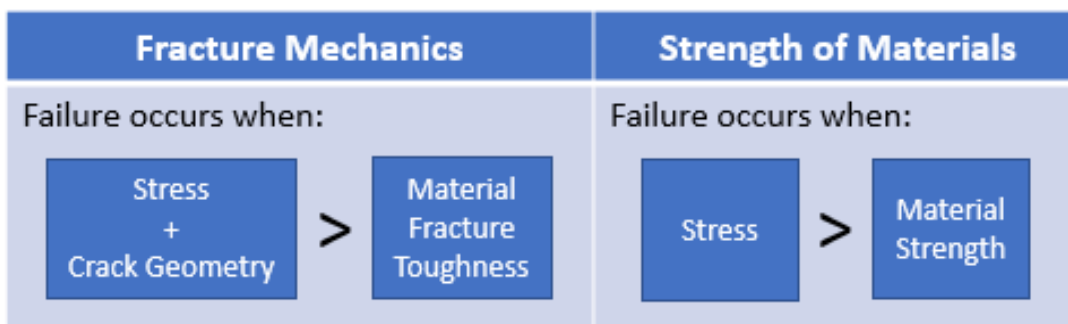 Fracture Mechanics
Strength of Materials
Failure occurs when:
Stress
+
Crack Geometry
>
Material
Fracture
Toughness
Failure occurs when:
Stress
>
Material
Strength